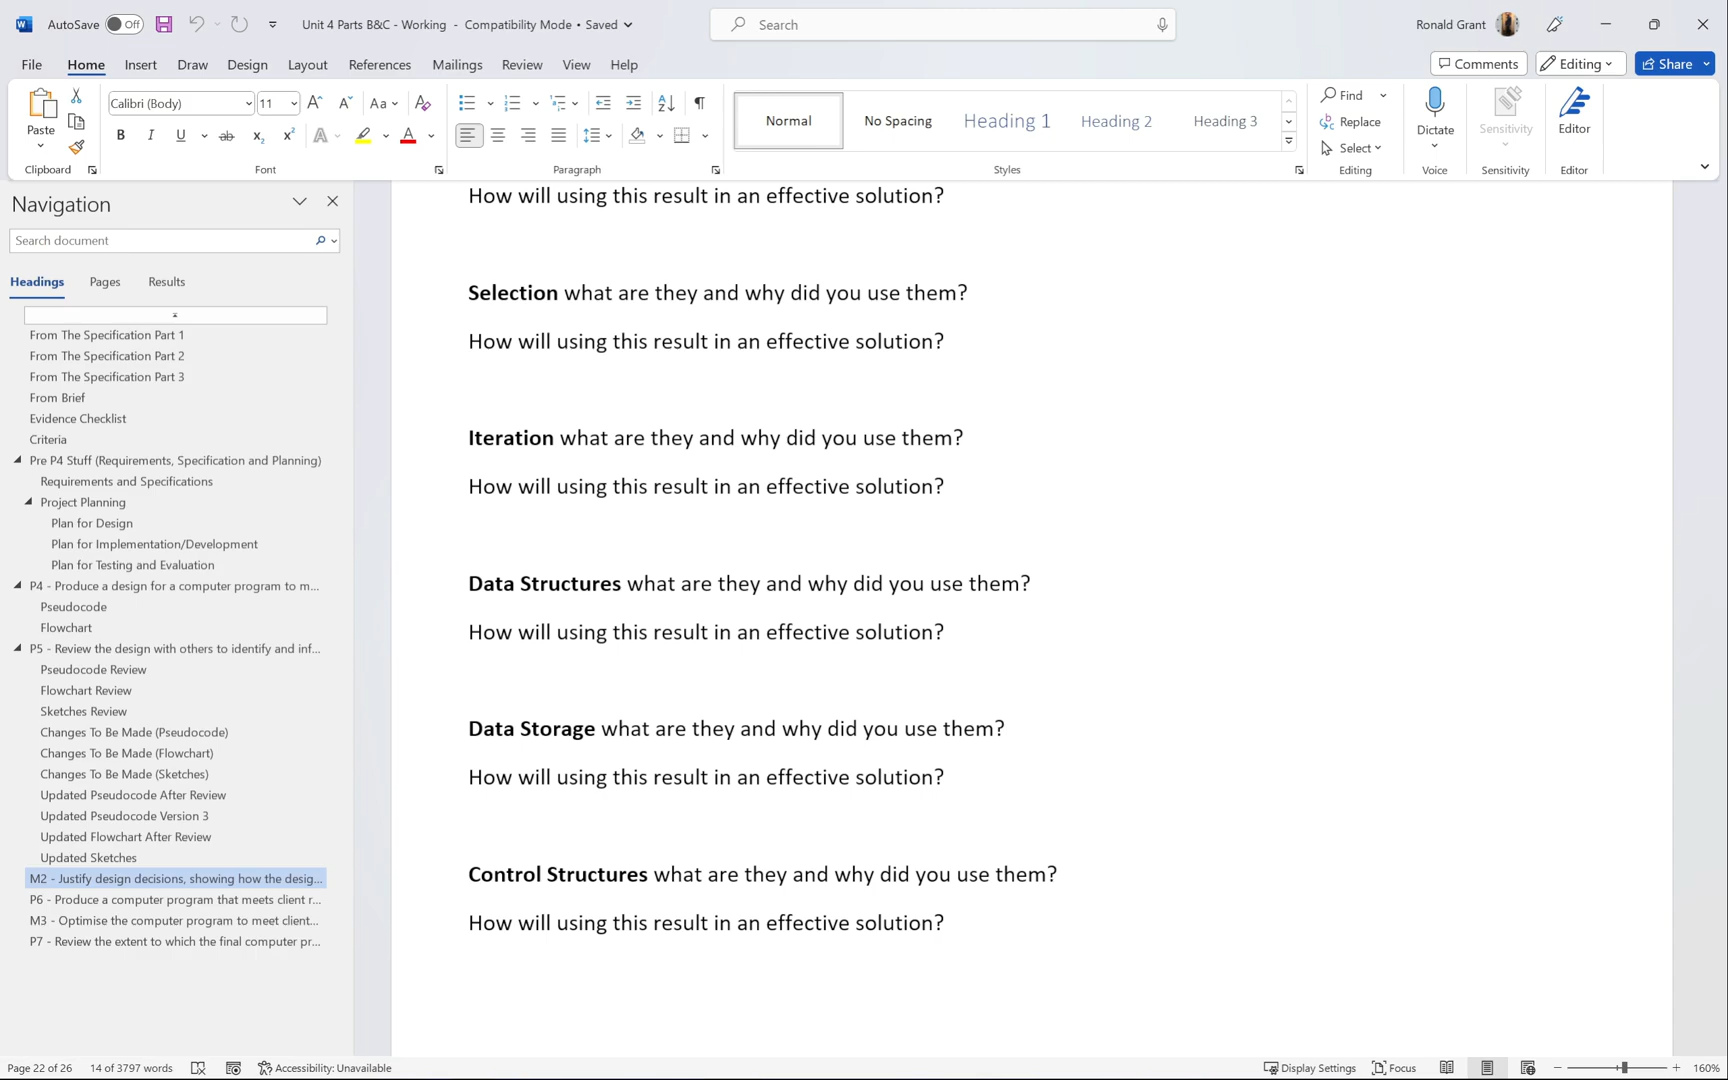 AutoSave Off Unit 4 Parts B&C - Working - Compatibility Mode • Saved Search Ronald Grant
File Home Insert Draw Design Layout References Mailings Review View Help Comments Editing Share
Paste Calibri (Body) 11 Normal No Spacing Heading 1 Heading 2 Heading 3 Find Replace Select Dictate Sensitivity Editor
Clipboard Font Paragraph Styles Editing Voice Sensitivity Editor
Navigation
Search document
Headings Pages Results
From The Specification Part 1
From The Specification Part 2
From The Specification Part 3
From Brief
Evidence Checklist
Criteria
Pre P4 Stuff (Requirements, Specification and Planning)
Requirements and Specifications
Project Planning
Plan for Design
Plan for Implementation/Development
Plan for Testing and Evaluation
P4 - Produce a design for a computer program to m...
Pseudocode
Flowchart
P5 - Review the design with others to identify and inf...
Pseudocode Review
Flowchart Review
Sketches Review
Changes To Be Made (Pseudocode)
Changes To Be Made (Flowchart)
Changes To Be Made (Sketches)
Updated Pseudocode After Review
Updated Pseudocode Version 3
Updated Flowchart After Review
Updated Sketches
M2 - Justify design decisions, showing how the desig...
P6 - Produce a computer program that meets client r...
M3 - Optimise the computer program to meet client...
P7 - Review the extent to which the final computer pr...
How will using this result in an effective solution?
Selection what are they and why did you use them?
How will using this result in an effective solution?
Iteration what are they and why did you use them?
How will using this result in an effective solution?
Data Structures what are they and why did you use them?
How will using this result in an effective solution?
Data Storage what are they and why did you use them?
How will using this result in an effective solution?
Control Structures what are they and why did you use them?
How will using this result in an effective solution?
Page 22 of 26 14 of 3797 words Accessibility: Unavailable Display Settings Focus 160%